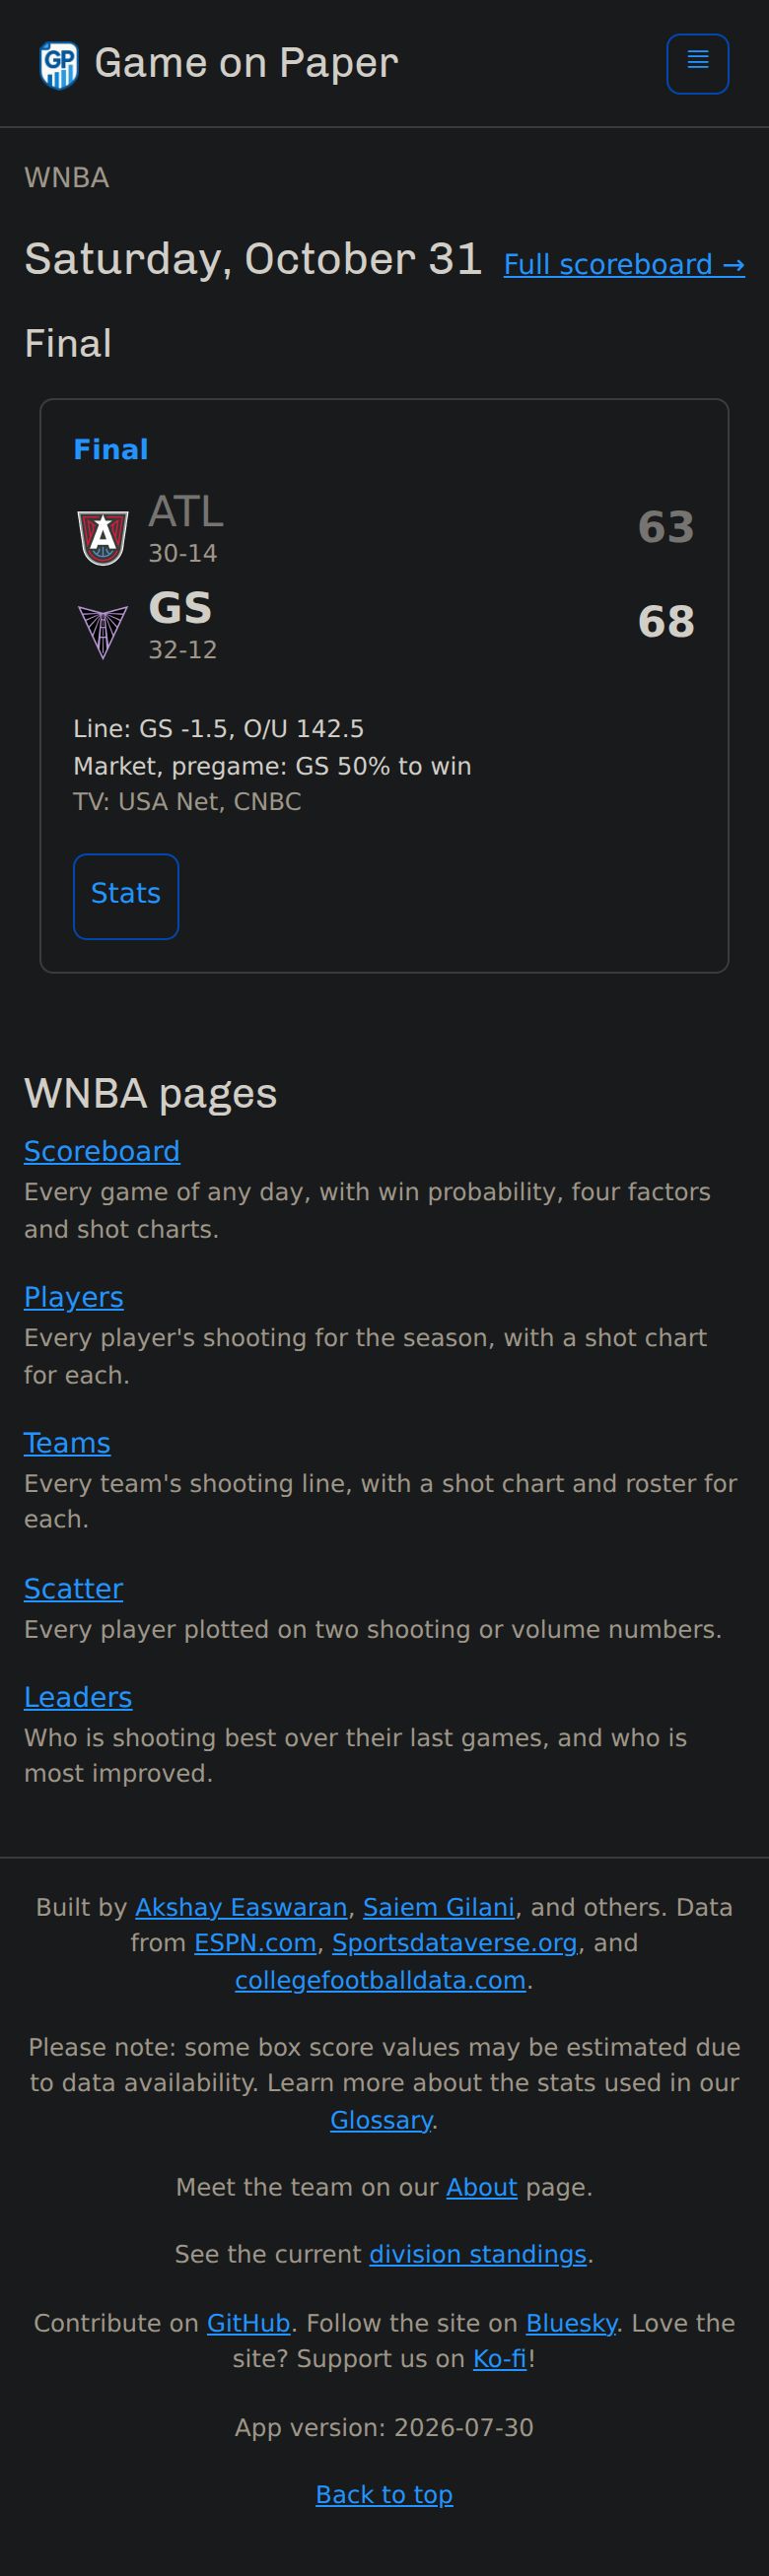 GP Game on Paper
WNBA
Saturday, October 31 Full scoreboard →
Final
Final
ATL 63
30-14
GS 68
32-12
Line: GS -1.5, O/U 142.5
Market, pregame: GS 50% to win
TV: USA Net, CNBC
Stats
WNBA pages
Scoreboard
Every game of any day, with win probability, four factors
and shot charts.
Players
Every player's shooting for the season, with a shot chart
for each.
Teams
Every team's shooting line, with a shot chart and roster for
each.
Scatter
Every player plotted on two shooting or volume numbers.
Leaders
Who is shooting best over their last games, and who is
most improved.
Built by Akshay Easwaran, Saiem Gilani, and others. Data
from ESPN.com, Sportsdataverse.org, and
collegefootballdata.com.
Please note: some box score values may be estimated due
to data availability. Learn more about the stats used in our
Glossary.
Meet the team on our About page.
See the current division standings.
Contribute on GitHub. Follow the site on Bluesky. Love the
site? Support us on Ko-fi!
App version: 2026-07-30
Back to top